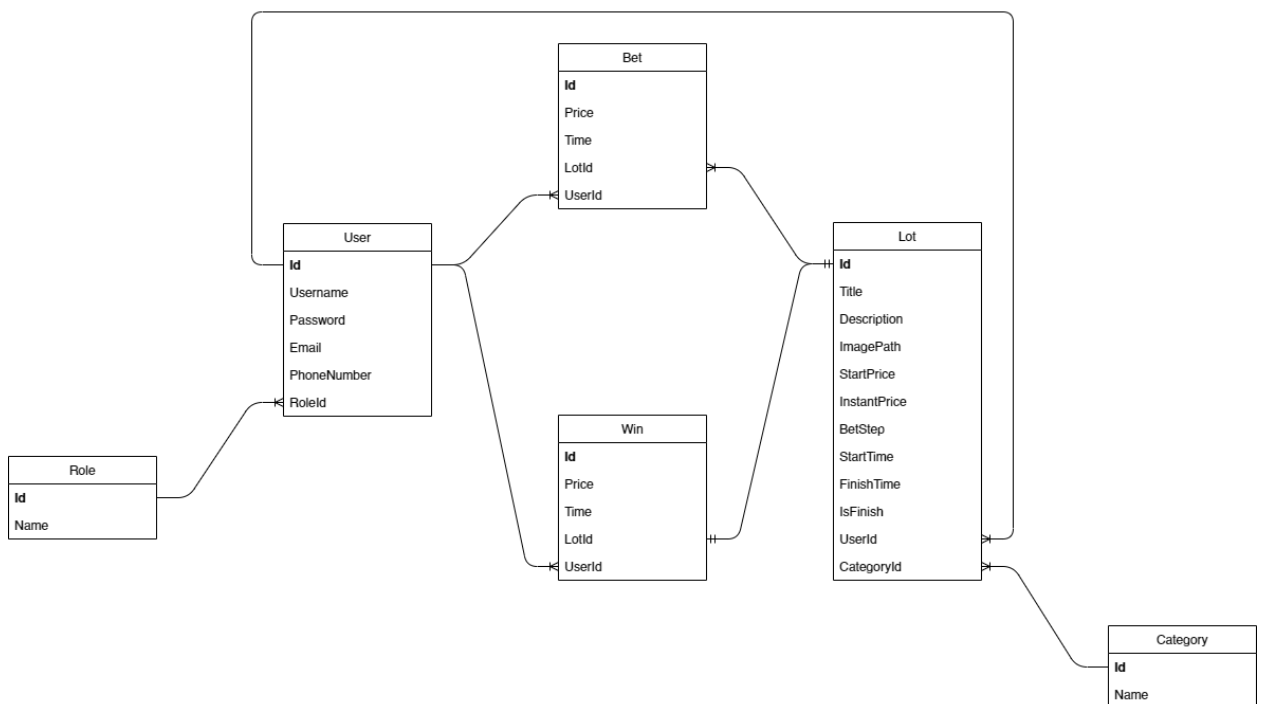 Bet
Id
Price
Time
LotId
UserId
User
Id
Username
Password
Email
PhoneNumber
RoleId
Lot
Id
Title
Description
ImagePath
StartPrice
InstantPrice
BetStep
StartTime
FinishTime
IsFinish
UserId
CategoryId
Win
Id
Price
Time
LotId
UserId
Role
Id
Name
Category
Id
Name